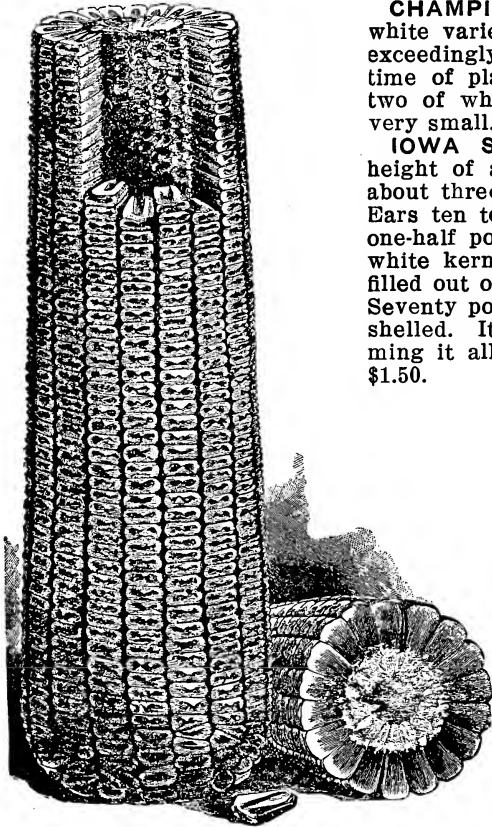 CHAMPI
white varie
exceedingly
time of pla
two of wh
very small.
IOWA S
height of a
about three
Ears ten to
one-half po
white kern
filled out o
Seventy po
shelled. It
ming it all
$1.50.